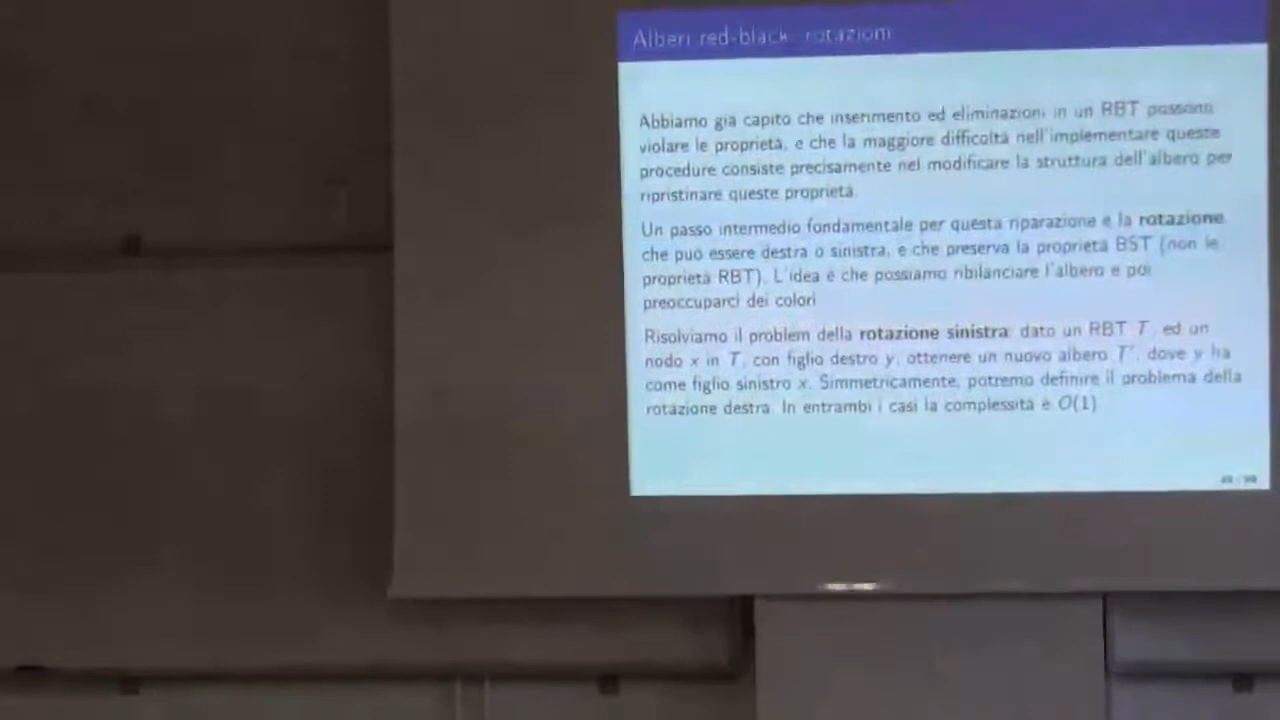 Alberi red-black: rotazioni
Abbiamo già capito che inserimento ed eliminazioni in un RBT possono
violare le proprietà, e che la maggiore difficoltà nell'implementare queste
procedure consiste precisamente nel modificare la struttura dell'albero per
ripristinare queste proprietà.
Un passo intermedio fondamentale per questa riparazione è la rotazione,
che può essere destra o sinistra, e che preserva la proprietà BST (non le
proprietà RBT). L'idea è che possiamo ribilanciare l'albero e poi
preoccuparci dei colori.
Risolviamo il problem della rotazione sinistra: dato un RBT T, ed un
nodo x in T, con figlio destro y, ottenere un nuovo albero T', dove y ha
come figlio sinistro x. Simmetricamente, potremo definire il problema della
rotazione destra. In entrambi i casi la complessità è O(1).